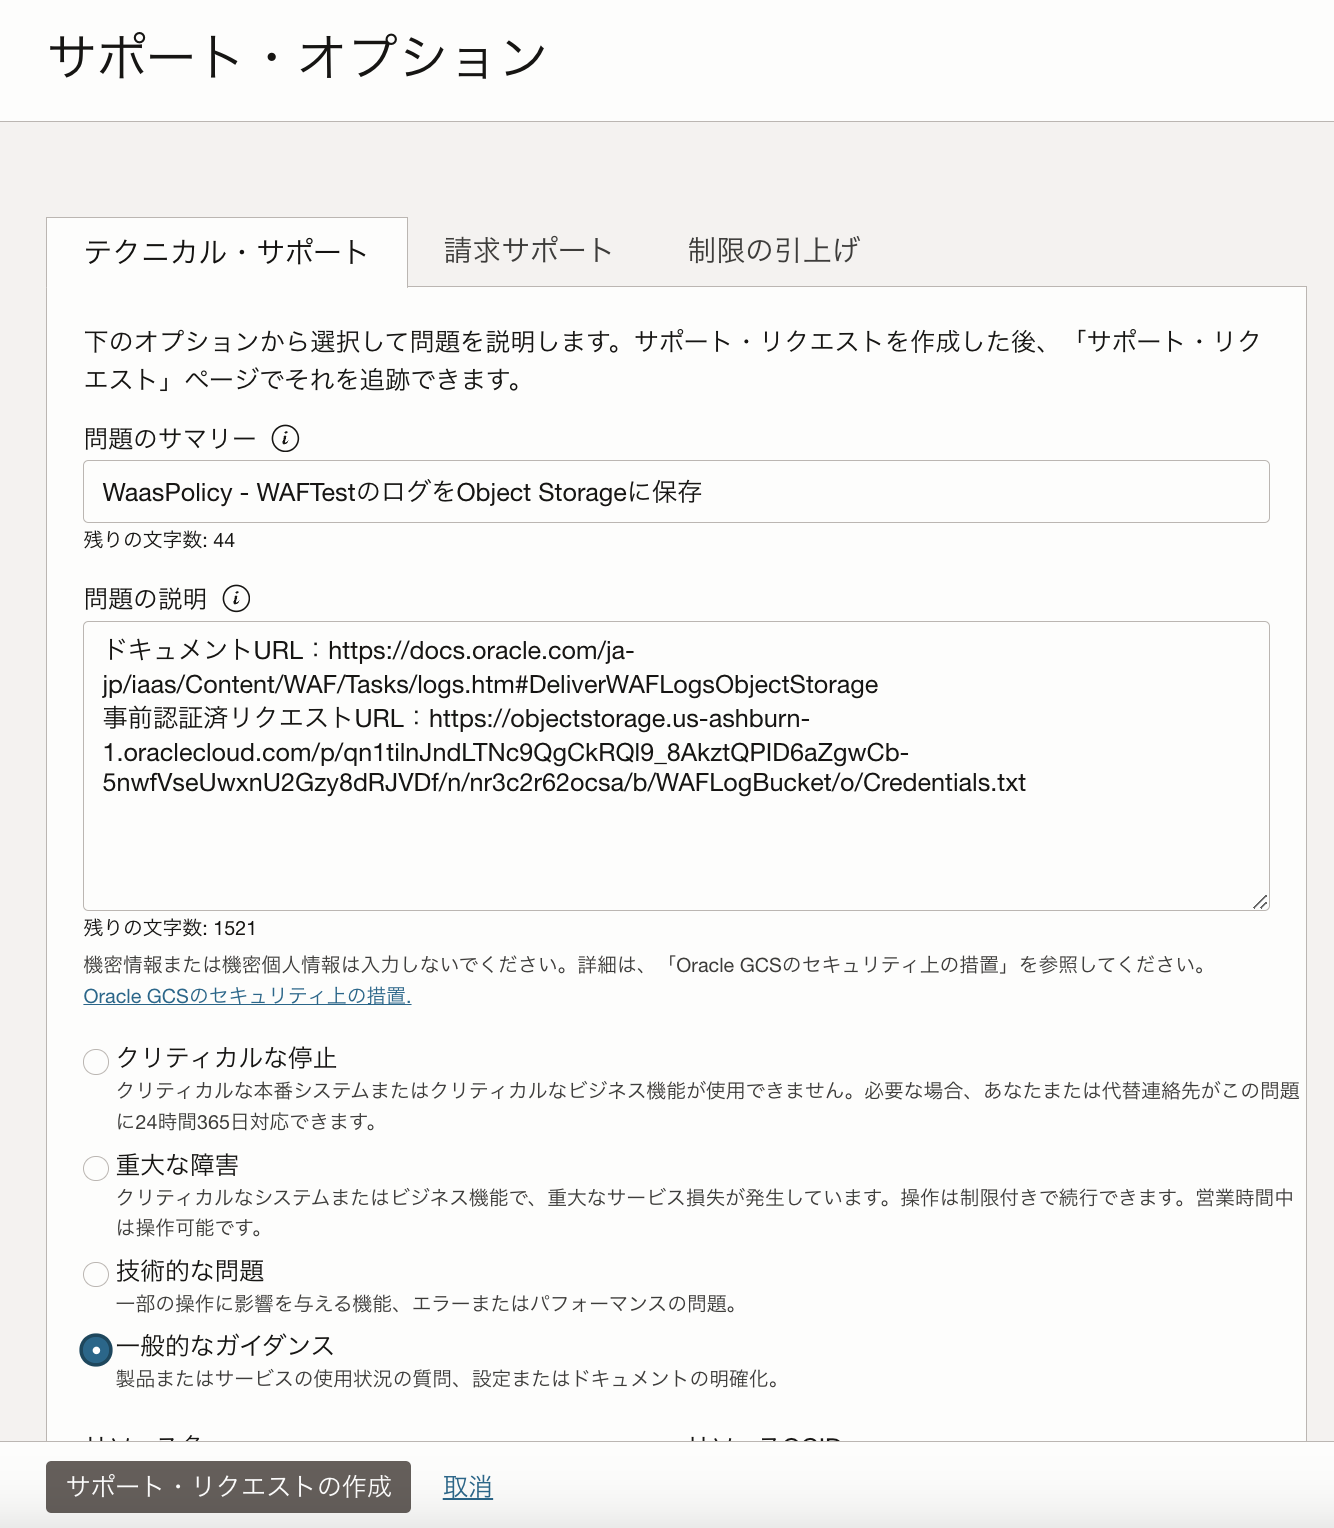 サポート・オプション
テクニカル・サポート
請求サポート
制限の引上げ
下のオプションから選択して問題を説明します。サポート・リクエストを作成した後、「サポート・リク
エスト」ページでそれを追跡できます。
問題のサマリー
WaasPolicy - WAFTestのログをObject Storageに保存
残りの文字数: 44
問題の説明
ドキュメントURL：https://docs.oracle.com/ja-
jp/iaas/Content/WAF/Tasks/logs.htm#DeliverWAFLogsObjectStorage
事前認証済リクエストURL：https://objectstorage.us-ashburn-
1.oraclecloud.com/p/qn1tilnJndLTNc9QgCkRQl9_8AkztQPID6aZgwCb-
5nwfVseUwxnU2Gzy8dRJVDf/n/nr3c2r62ocsa/b/WAFLogBucket/o/Credentials.txt
残りの文字数: 1521
機密情報または機密個人情報は入力しないでください。詳細は、「Oracle GCSのセキュリティ上の措置」を参照してください。
Oracle GCSのセキュリティ上の措置.
クリティカルな停止
クリティカルな本番システムまたはクリティカルなビジネス機能が使用できません。必要な場合、あなたまたは代替連絡先がこの問題
に24時間365日対応できます。
重大な障害
クリティカルなシステムまたはビジネス機能で、重大なサービス損失が発生しています。操作は制限付きで続行できます。営業時間中
は操作可能です。
技術的な問題
一部の操作に影響を与える機能、エラーまたはパフォーマンスの問題。
一般的なガイダンス
製品またはサービスの使用状況の質問、設定またはドキュメントの明確化。
サポート・リクエストの作成
取消